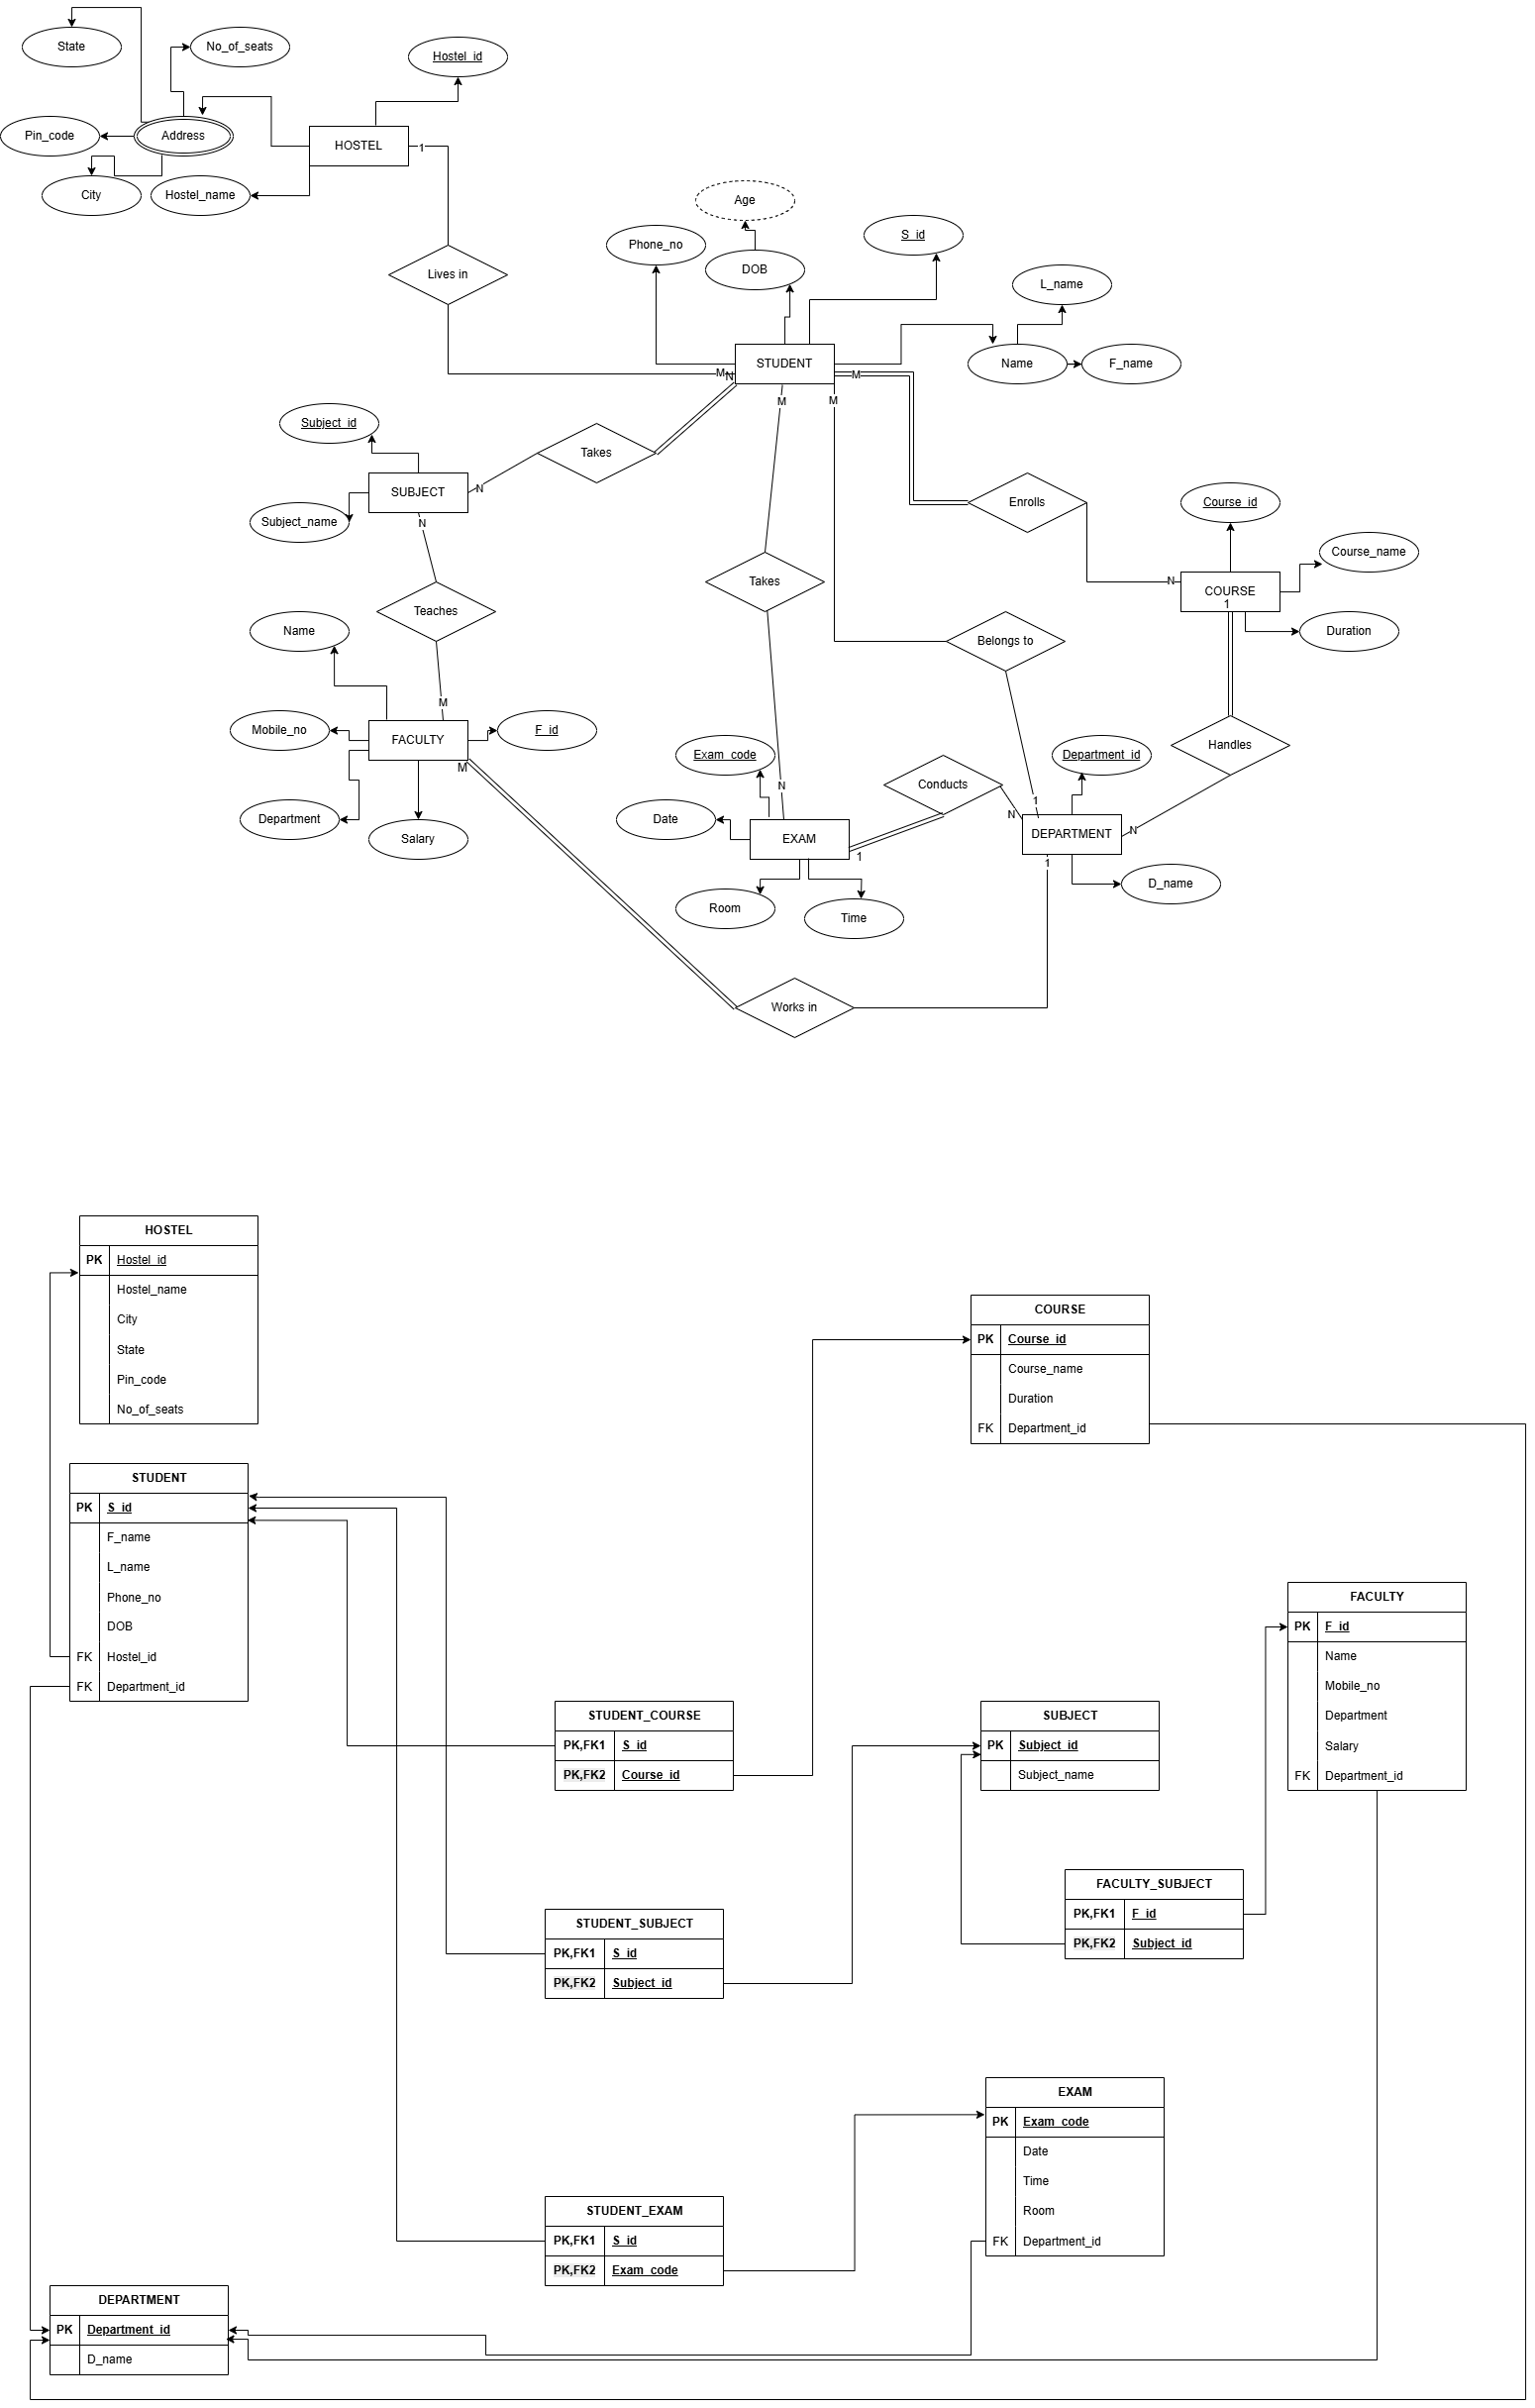 State
No_of_seats
Hostel_id
Pin_code
Address
HOSTEL
1
City
Hostel_name
Age
Phone_no
DOB
S_id
Lives in
L_name
STUDENT
Name
F_name
M
N
M
M
M
Subject_id
Takes
SUBJECT
N
Subject_name
N
Enrolls
Course_id
Course_name
Takes
N
COURSE
1
Teaches
Name
Belongs to
Duration
M
Mobile_no
FACULTY
F_id
M
Exam_code
Department_id
Handles
Conducts
N
1
Department
Salary
Date
EXAM
1
N
DEPARTMENT
N
1
D_name
Room
Time
Works in
HOSTEL
PK Hostel_id
Hostel_name
City
State
Pin_code
No_of_seats
COURSE
PK Course_id
Course_name
Duration
FK Department_id
STUDENT
PK S_id
F_name
L_name
Phone_no
DOB
FK Hostel_id
FK Department_id
FACULTY
PK F_id
Name
Mobile_no
Department
Salary
FK Department_id
STUDENT_COURSE
PK,FK1 S_id
PK,FK2 Course_id
SUBJECT
PK Subject_id
Subject_name
FACULTY_SUBJECT
PK,FK1 F_id
PK,FK2 Subject_id
STUDENT_SUBJECT
PK,FK1 S_id
PK,FK2 Subject_id
EXAM
PK Exam_code
Date
Time
Room
FK Department_id
STUDENT_EXAM
PK,FK1 S_id
PK,FK2 Exam_code
DEPARTMENT
PK Department_id
D_name